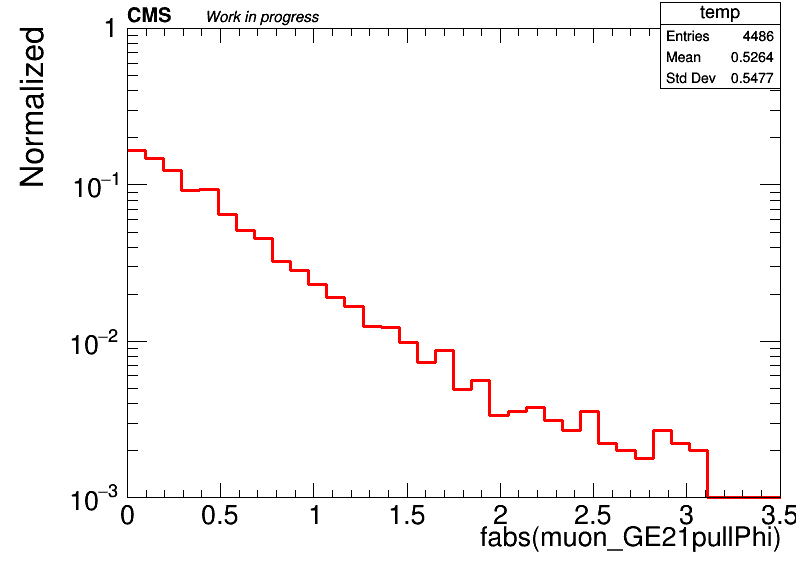 CMS Work in progress
temp
Entries 4486
Mean 0.5264
Std Dev 0.5477
Normalized
1
10−1
10−2
10−3
0 0.5 1 1.5 2 2.5 3 3.5
fabs(muon_GE21pullPhi)